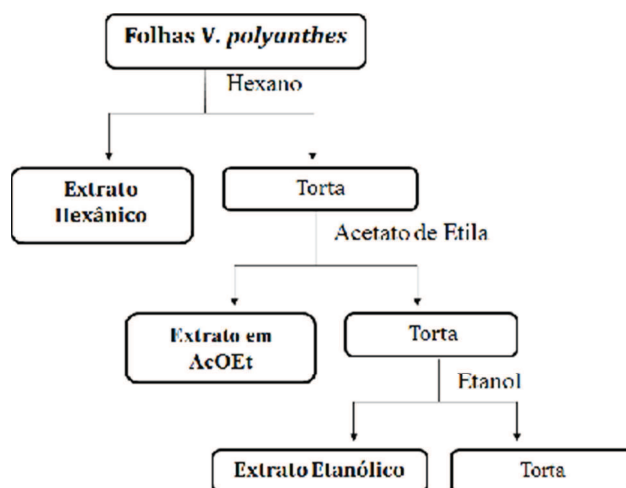 Folhas V. polyanthes
Hexano
Extrato
Hexânico
Torta
Acetato de Etila
Extrato em
AcOEt
Torta
Etanol
Extrato Etanólico
Torta